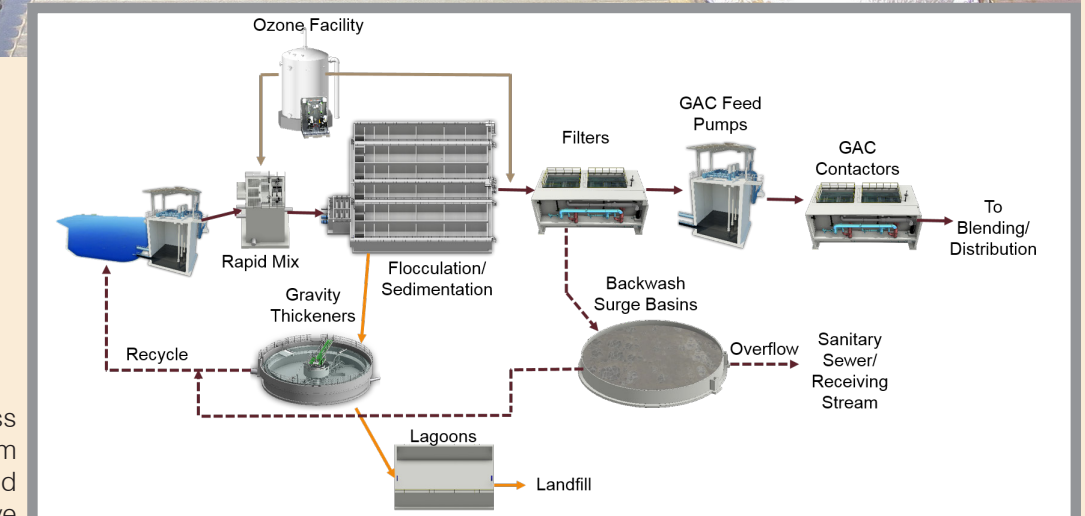 Ozone Facility
GAC Feed
Pumps
Filters
GAC
Contactors
To
Blending/
Distribution
Rapid Mix
Flocculation/
Sedimentation
Gravity
Thickeners
Backwash
Surge Basins
Recycle
Overflow
Sanitary
Sewer/
Receiving
Stream
Lagoons
Landfill